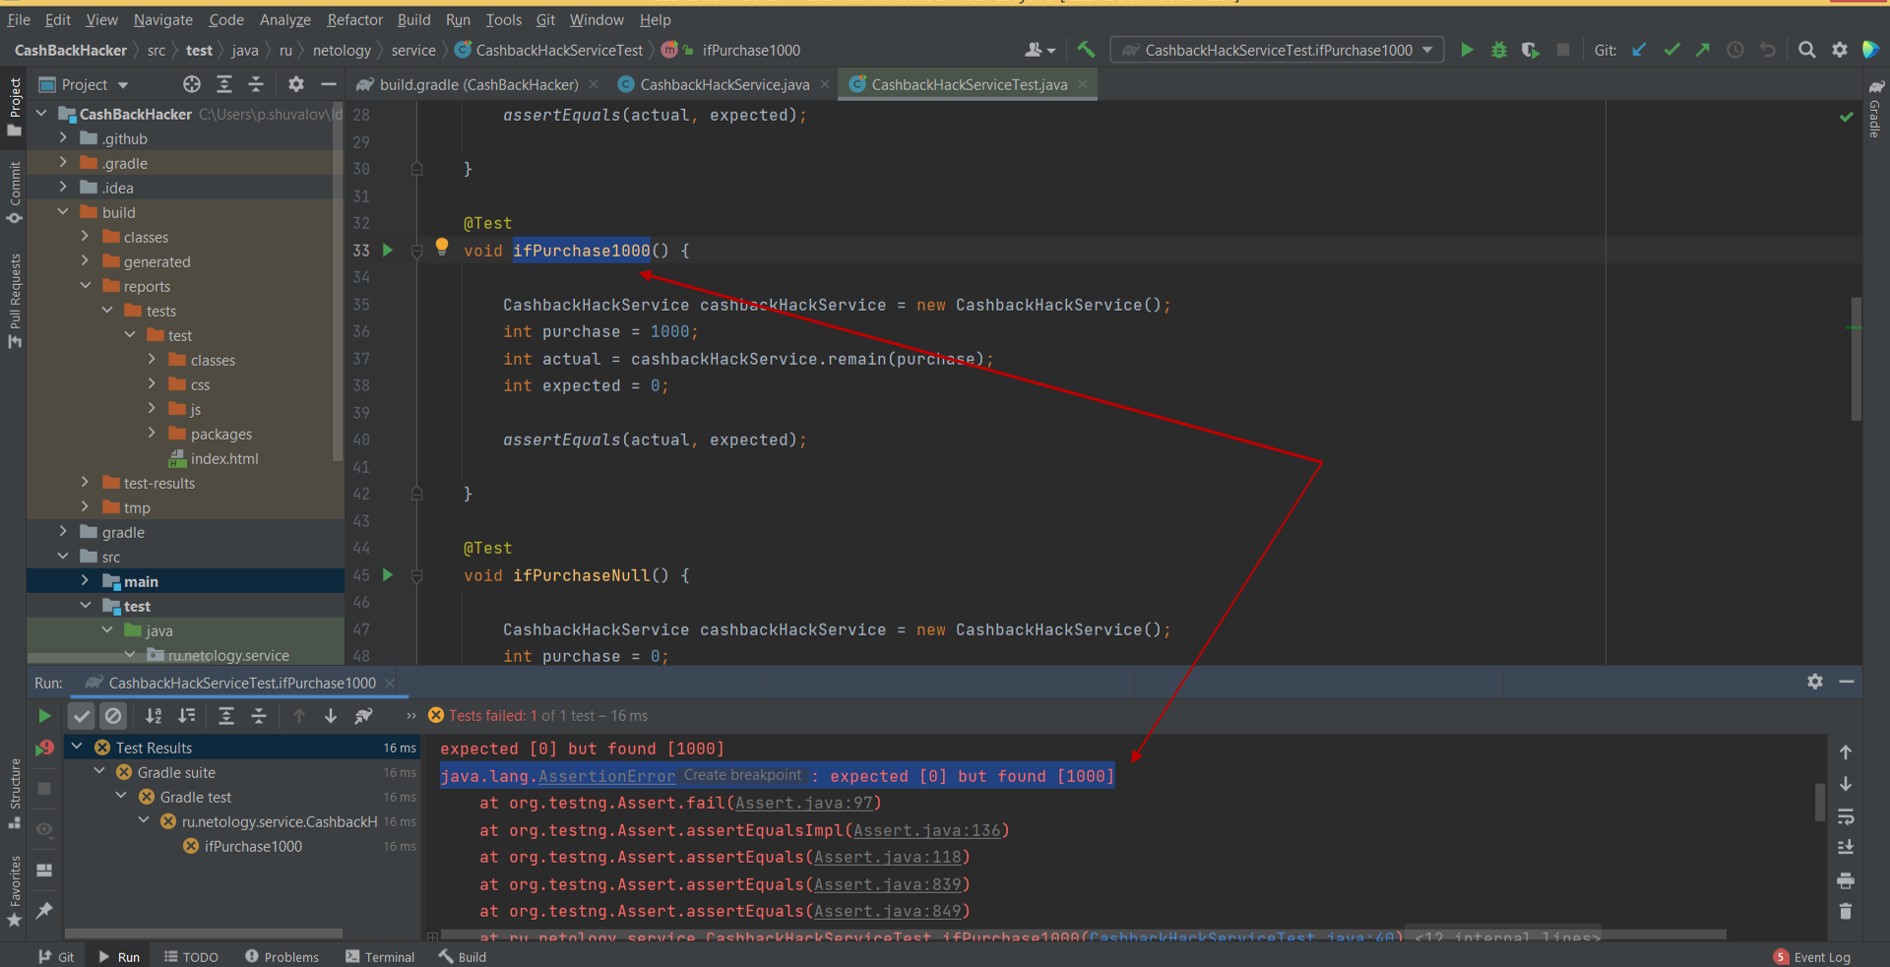 File Edit View Navigate Code Analyze Refactor Build Run Tools Git Window Help
CashBackHacker src test java ru netology service CashbackHackServiceTest ifPurchase1000
CashbackHackServiceTest.ifPurchase1000
Git:
Project
Project
Commit
Pull Requests
Structure
Favorites
Gradle
build.gradle (CashBackHacker)
CashbackHackService.java
CashbackHackServiceTest.java
CashBackHacker C:\Users\p.shuvalov\Id
.github
.gradle
.idea
build
classes
generated
reports
tests
test
classes
css
js
packages
index.html
test-results
tmp
gradle
src
main
test
java
ru.netology.service
28 assertEquals(actual, expected);
29
30 }
31
32 @Test
33 void ifPurchase1000() {
34
35 CashbackHackService cashbackHackService = new CashbackHackService();
36 int purchase = 1000;
37 int actual = cashbackHackService.remain(purchase);
38 int expected = 0;
39
40 assertEquals(actual, expected);
41
42 }
43
44 @Test
45 void ifPurchaseNull() {
46
47 CashbackHackService cashbackHackService = new CashbackHackService();
48 int purchase = 0;
Run: CashbackHackServiceTest.ifPurchase1000
Tests failed: 1 of 1 test – 16 ms
Test Results 16 ms
Gradle suite 16 ms
Gradle test 16 ms
ru.netology.service.CashbackH 16 ms
ifPurchase1000 16 ms
expected [0] but found [1000]
java.lang.AssertionError Create breakpoint : expected [0] but found [1000]
at org.testng.Assert.fail(Assert.java:97)
at org.testng.Assert.assertEqualsImpl(Assert.java:136)
at org.testng.Assert.assertEquals(Assert.java:118)
at org.testng.Assert.assertEquals(Assert.java:839)
at org.testng.Assert.assertEquals(Assert.java:849)
at ru.netology.service.CashbackHackServiceTest.ifPurchase1000(CashbackHackServiceTest.java:40) <12 internal lines>
Git Run TODO Problems Terminal Build
5 Event Log